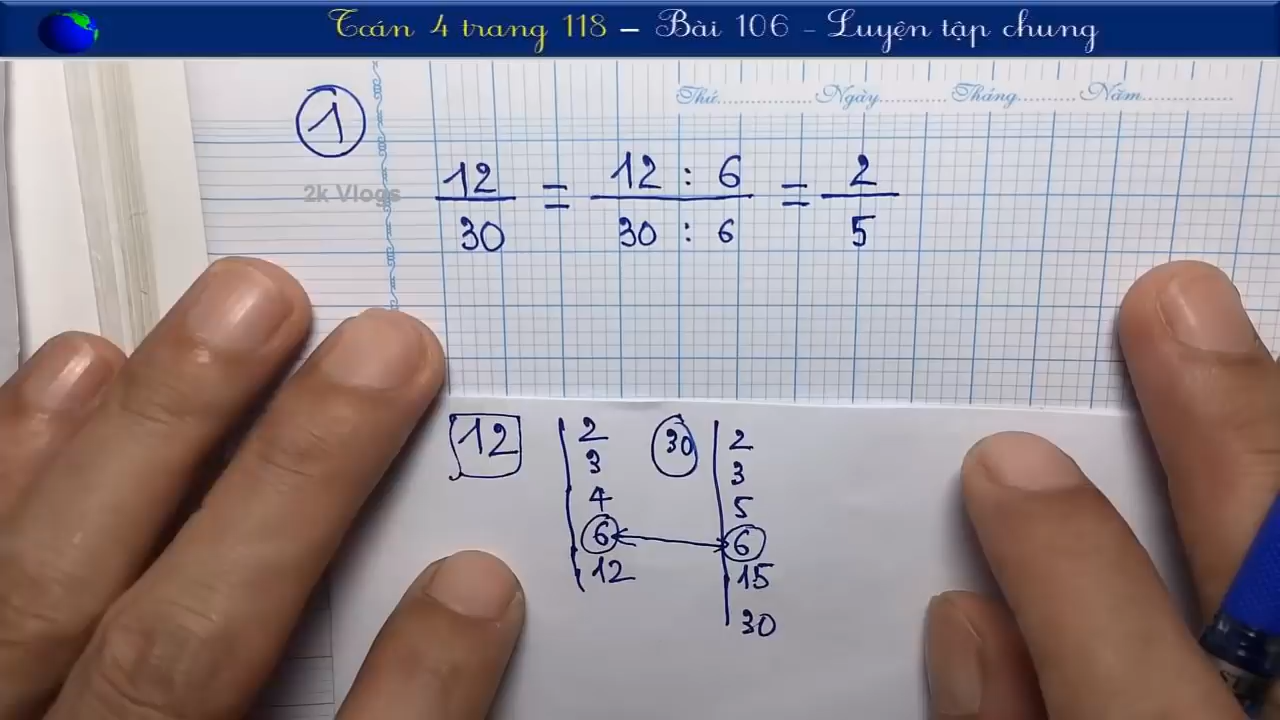 Toán 4 trang 118 – Bài 106 - Luyện tập chung
Thứ...............Ngày...........Tháng.........Năm...............
1
2k Vlogs
12/30 = 12 : 6/30 : 6 = 2/5
12 | 2 30 | 2
3 3
4 5
6 6
12 15
30